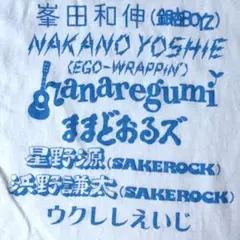 峯田和伸(銀杏BOYZ)
NAKANO YOSHIE
(EGO-WRAPPIN')
hanaregumi
ままどおるズ
星野源(SAKEROCK)
浜野謙太(SAKEROCK)
ウクレレえいじ